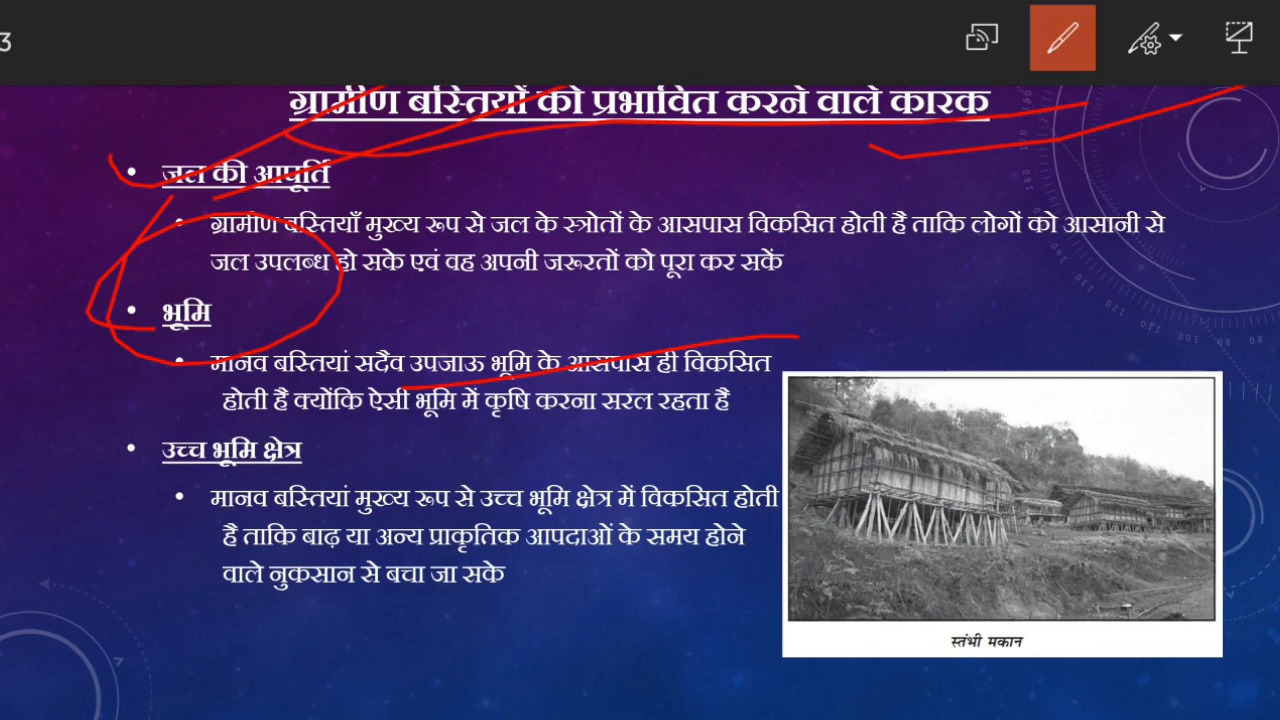 3
ग्रामीण बस्तियों को प्रभावित करने वाले कारक
• जल की आपूर्ति
• ग्रामीण बस्तियाँ मुख्य रूप से जल के स्त्रोतों के आसपास विकसित होती है ताकि लोगों को आसानी से
जल उपलब्ध हो सके एवं वह अपनी जरूरतों को पूरा कर सकें
• भूमि
• मानव बस्तियां सदैव उपजाऊ भूमि के आसपास ही विकसित
होती है क्योंकि ऐसी भूमि में कृषि करना सरल रहता है
• उच्च भूमि क्षेत्र
• मानव बस्तियां मुख्य रूप से उच्च भूमि क्षेत्र में विकसित होती
है ताकि बाढ़ या अन्य प्राकृतिक आपदाओं के समय होने
वाले नुकसान से बचा जा सके
स्तंभी मकान